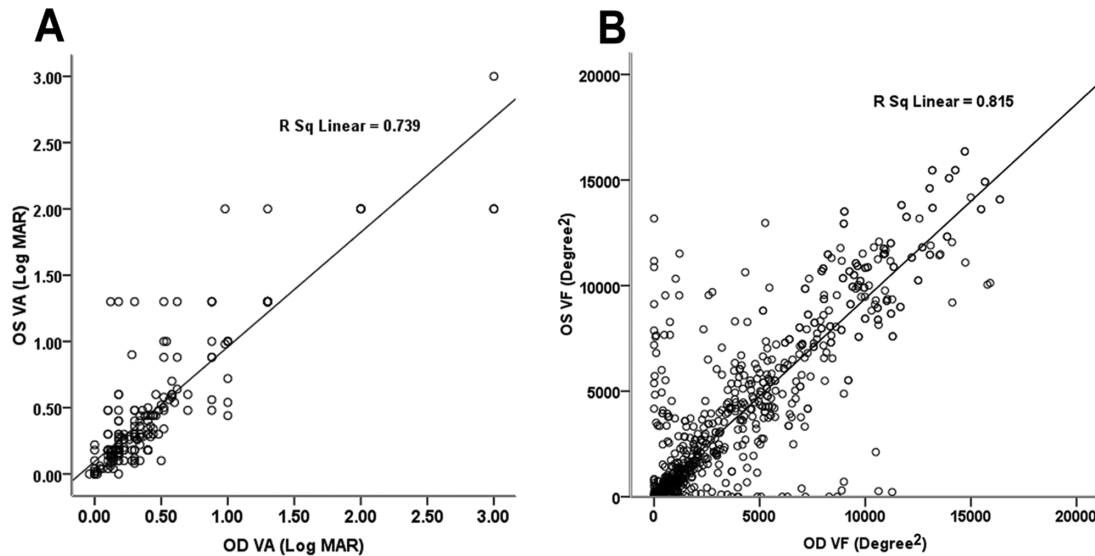 A
3.00
2.50
2.00
1.50
1.00
0.50
0.00
OS VA (Log MAR)
R Sq Linear = 0.739
0.00 0.50 1.00 1.50 2.00 2.50 3.00
OD VA (Log MAR)
B
20000
15000
10000
5000
0
OS VF (Degree²)
R Sq Linear = 0.815
0 5000 10000 15000 20000
OD VF (Degree²)